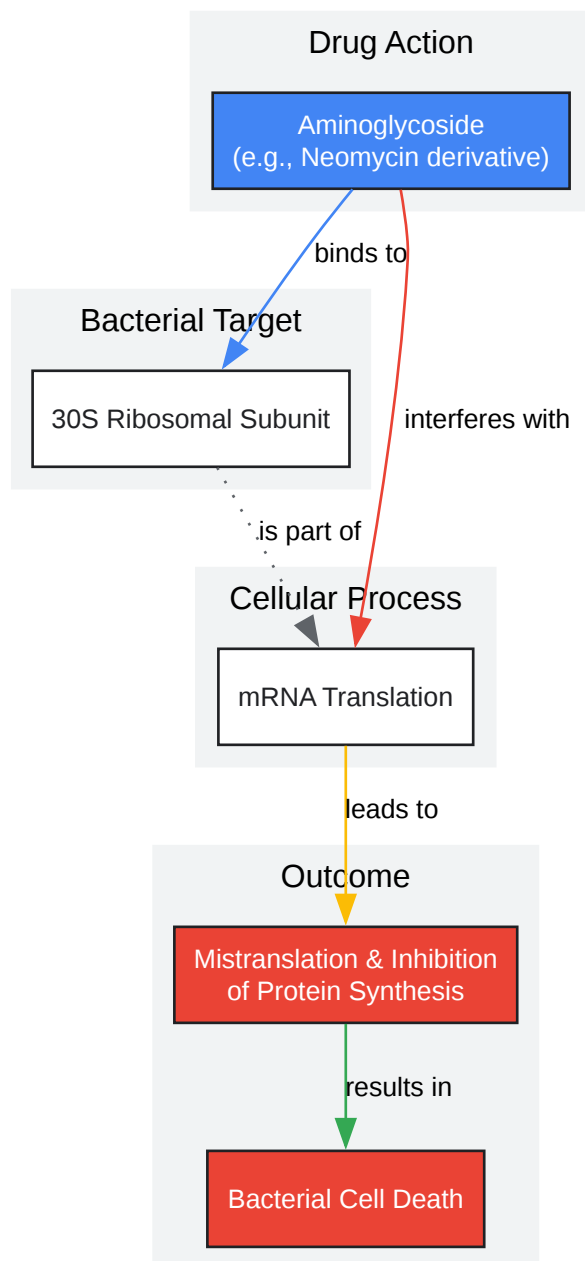 Drug Action
Aminoglycoside
(e.g., Neomycin derivative)
binds to
Bacterial Target
30S Ribosomal Subunit
interferes with
is part of
Cellular Process
mRNA Translation
leads to
Outcome
Mistranslation & Inhibition
of Protein Synthesis
results in
Bacterial Cell Death